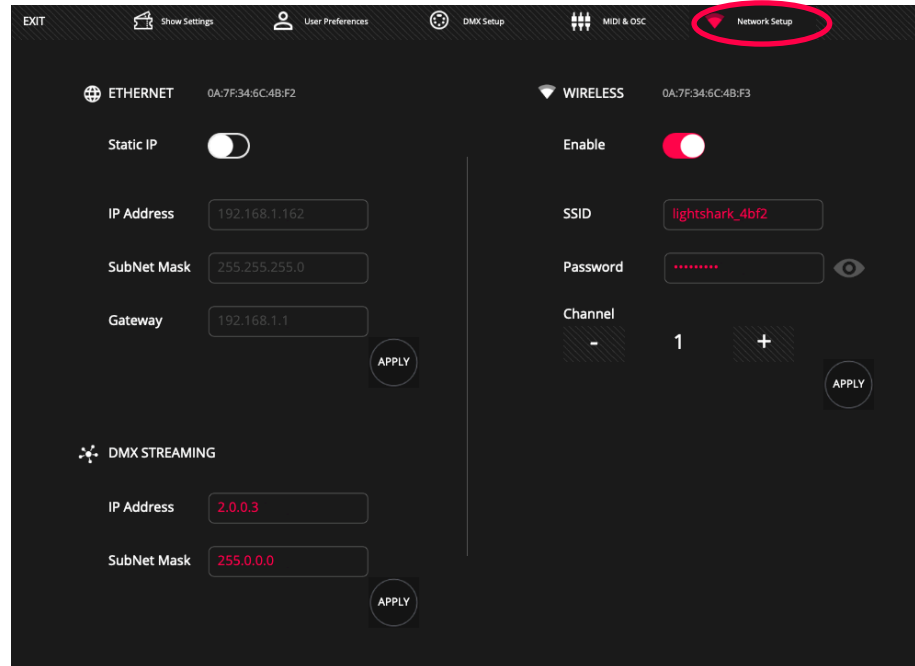 EXIT Show Settings User Preferences DMX Setup MIDI & OSC Network Setup
ETHERNET 0A:7F:34:6C:4B:F2
Static IP
IP Address 192.168.1.162
SubNet Mask 255.255.255.0
Gateway 192.168.1.1
APPLY
DMX STREAMING
IP Address 2.0.0.3
SubNet Mask 255.0.0.0
APPLY
WIRELESS 0A:7F:34:6C:4B:F3
Enable
SSID lightshark_4bf2
Password •••••••••
Channel
- 1 +
APPLY